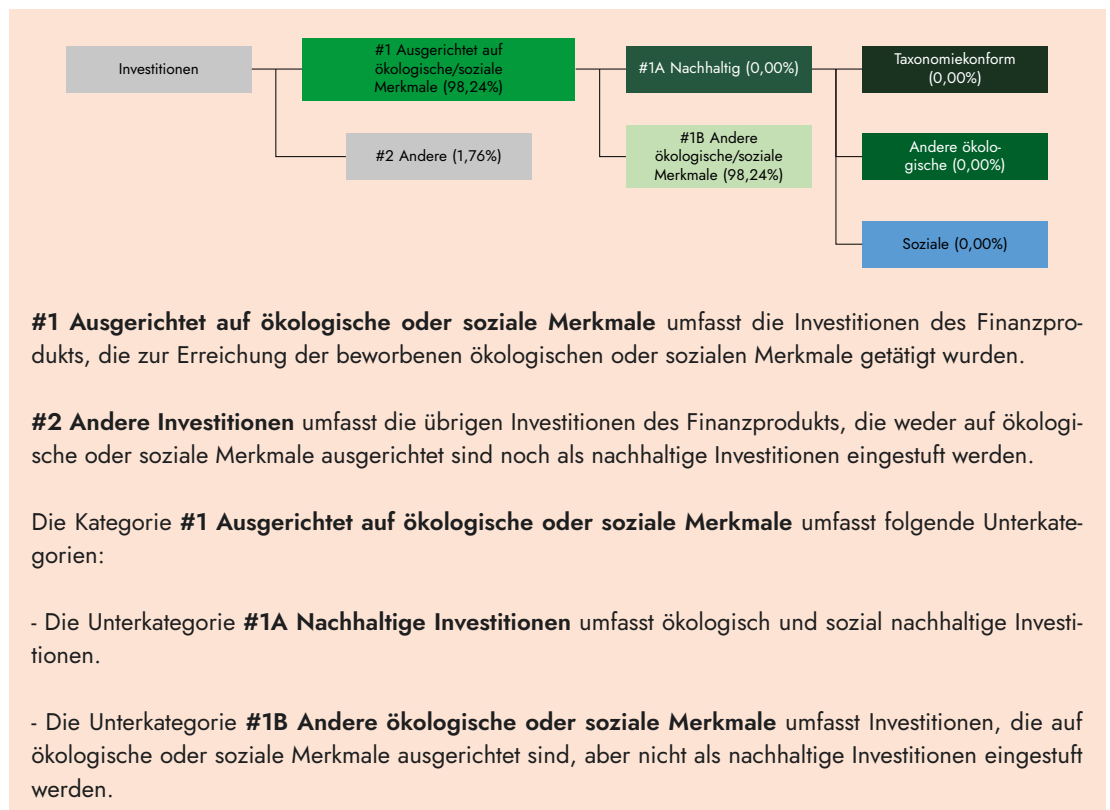 Investitionen
#1 Ausgerichtet auf
ökologische/soziale
Merkmale (98,24%)
#1A Nachhaltig (0,00%)
Taxonomiekonform
(0,00%)
#2 Andere (1,76%)
#1B Andere
ökologische/soziale
Merkmale (98,24%)
Andere ökolo-
gische (0,00%)
Soziale (0,00%)
#1 Ausgerichtet auf ökologische oder soziale Merkmale umfasst die Investitionen des Finanzpro-
dukts, die zur Erreichung der beworbenen ökologischen oder sozialen Merkmale getätigt wurden.
#2 Andere Investitionen umfasst die übrigen Investitionen des Finanzprodukts, die weder auf ökologi-
sche oder soziale Merkmale ausgerichtet sind noch als nachhaltige Investitionen eingestuft werden.
Die Kategorie #1 Ausgerichtet auf ökologische oder soziale Merkmale umfasst folgende Unterkate-
gorien:
- Die Unterkategorie #1A Nachhaltige Investitionen umfasst ökologisch und sozial nachhaltige Investi-
tionen.
- Die Unterkategorie #1B Andere ökologische oder soziale Merkmale umfasst Investitionen, die auf
ökologische oder soziale Merkmale ausgerichtet sind, aber nicht als nachhaltige Investitionen eingestuft
werden.